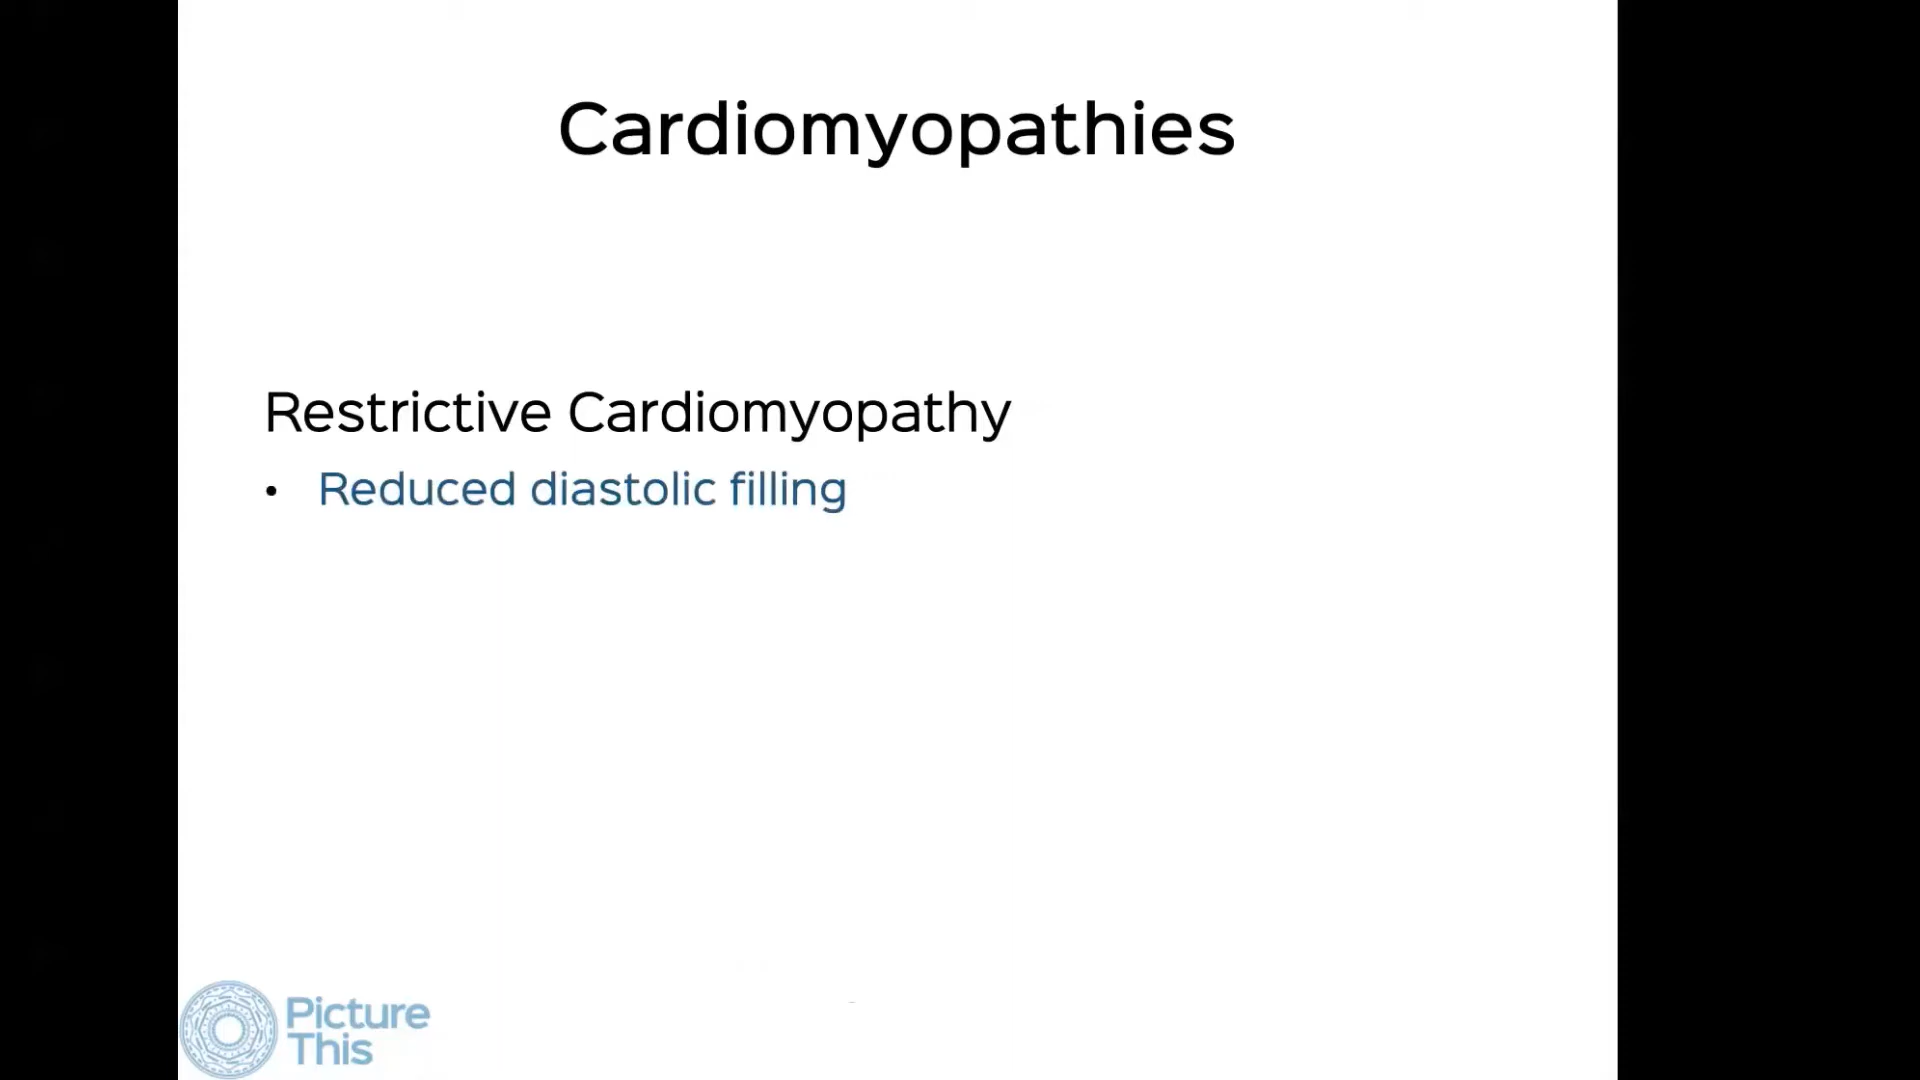 Cardiomyopathies
Restrictive Cardiomyopathy
• Reduced diastolic filling
Picture
This